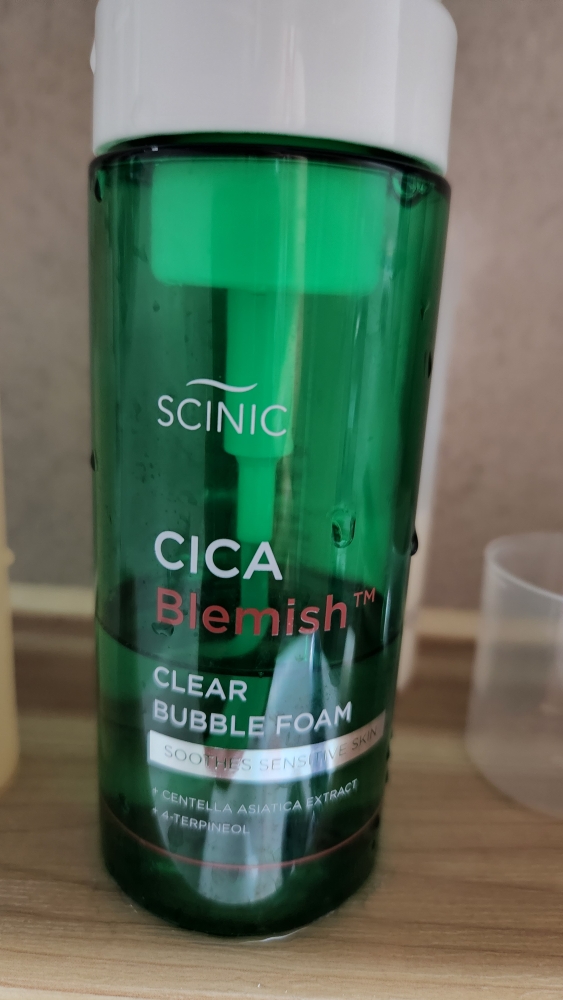 SCINIC
CICA
Blemish™
CLEAR
BUBBLE FOAM
SOOTHES SENSITIVE SKIN
+ CENTELLA ASIATICA EXTRACT
+ 4-TERPINEOL